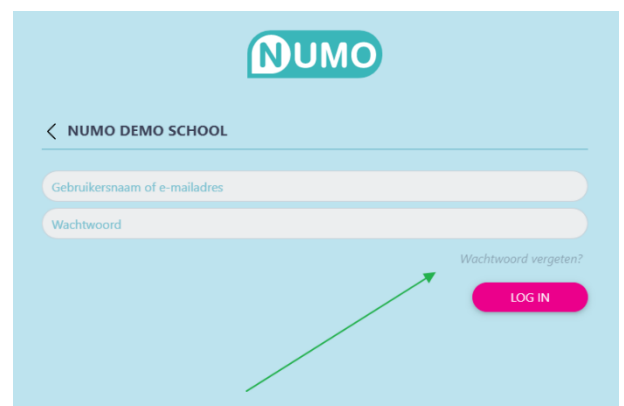 NUMO
NUMO DEMO SCHOOL
Gebruikersnaam of e-mailadres
Wachtwoord
Wachtwoord vergeten?
LOG IN